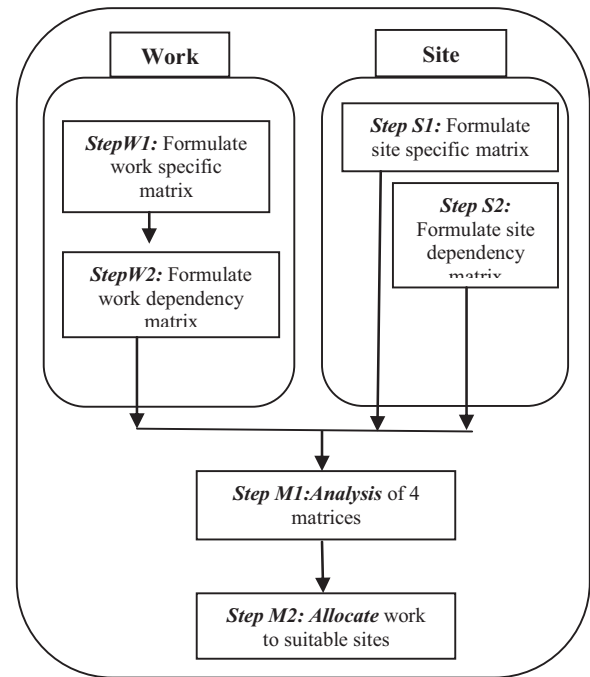 Work
StepW1: Formulate
work specific
matrix
StepW2: Formulate
work dependency
matrix
Site
Step S1: Formulate
site specific matrix
Step S2:
Formulate site
dependency
matrix
Step M1:Analysis of 4
matrices
Step M2: Allocate work
to suitable sites